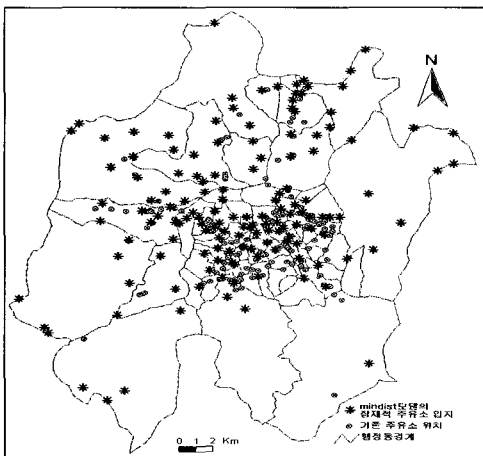 N
mindist모델의
잠재적 주유소 입지
기존 주유소 위치
행정동경계
0 1 2 Km